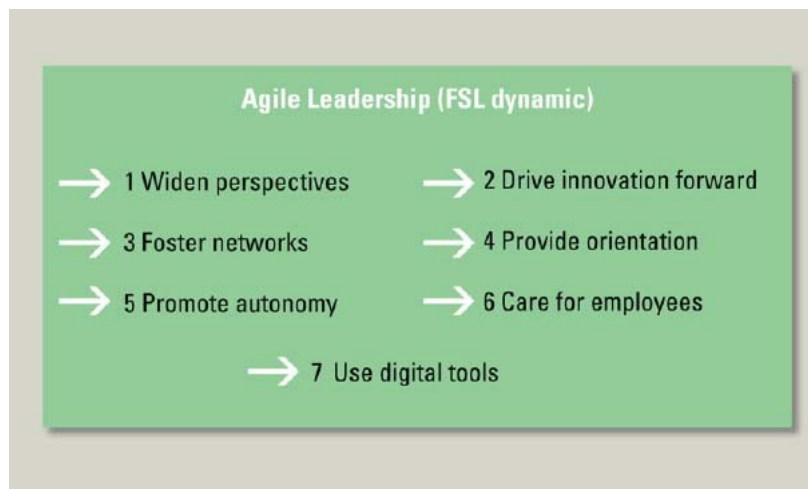 Agile Leadership (FSL dynamic)
1 Widen perspectives
2 Drive innovation forward
3 Foster networks
4 Provide orientation
5 Promote autonomy
6 Care for employees
7 Use digital tools